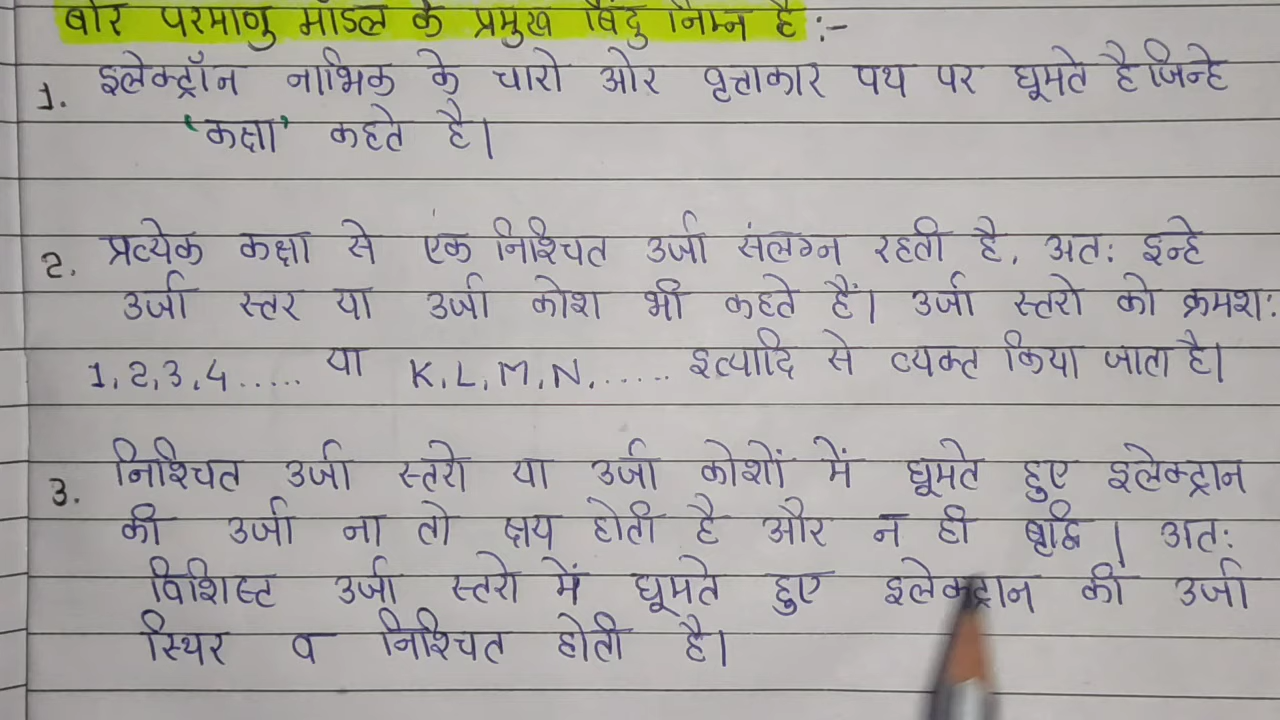 बोर परमाणु मॉडल के प्रमुख बिंदु निम्न है :-
1. इलेक्ट्रॉन नाभिक के चारो ओर वृत्ताकार पथ पर घूमते है जिन्हे
'कक्षा' कहते है।
2. प्रत्येक कक्षा से एक निश्चित उर्जा संलग्न रहती है, अतः इन्हे
उर्जा स्तर या उर्जा कोश भी कहते हैं। उर्जा स्तरो को क्रमशः
1,2,3,4..... या K,L,M,N,...... इत्यादि से व्यक्त किया जाता है।
3. निश्चित उर्जा स्तरो या उर्जा कोशों में घूमते हुए इलेक्ट्रान
की उर्जा ना तो क्षय होती है और न ही वृद्धि। अतः
विशिष्ट उर्जा स्तरो में घूमते हुए इलेक्ट्रान की उर्जा
स्थिर व निश्चित होती है।